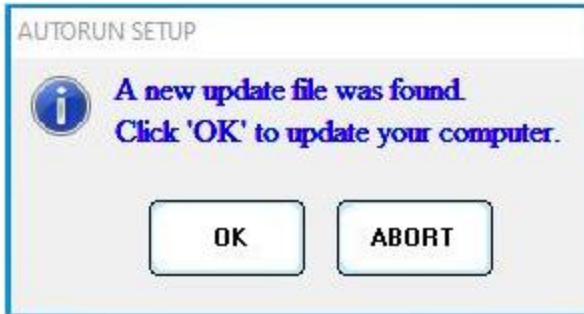 AUTORUN SETUP
A new update file was found.
Click 'OK' to update your computer.
OK
ABORT